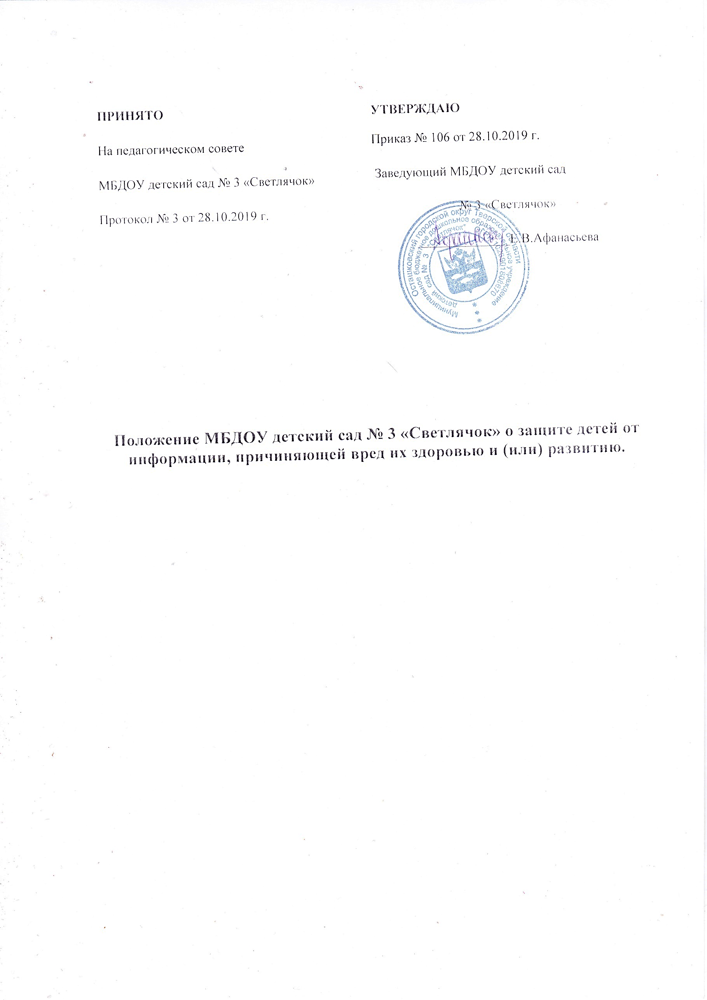 ПРИНЯТО
На педагогическом совете
МБДОУ детский сад № 3 «Светлячок»
Протокол № 3 от 28.10.2019 г.
УТВЕРЖДАЮ
Приказ № 106 от 28.10.2019 г.
Заведующий МБДОУ детский сад
№ 3 «Светлячок»
Е.В.Афанасьева
Осташковский городской округ Тверской области
Муниципальное бюджетное дошкольное образовательное учреждение
детский сад № 3 "Светлячок" ОГРН 1026901808670
* * *
Положение МБДОУ детский сад № 3 «Светлячок» о защите детей от
информации, причиняющей вред их здоровью и (или) развитию.